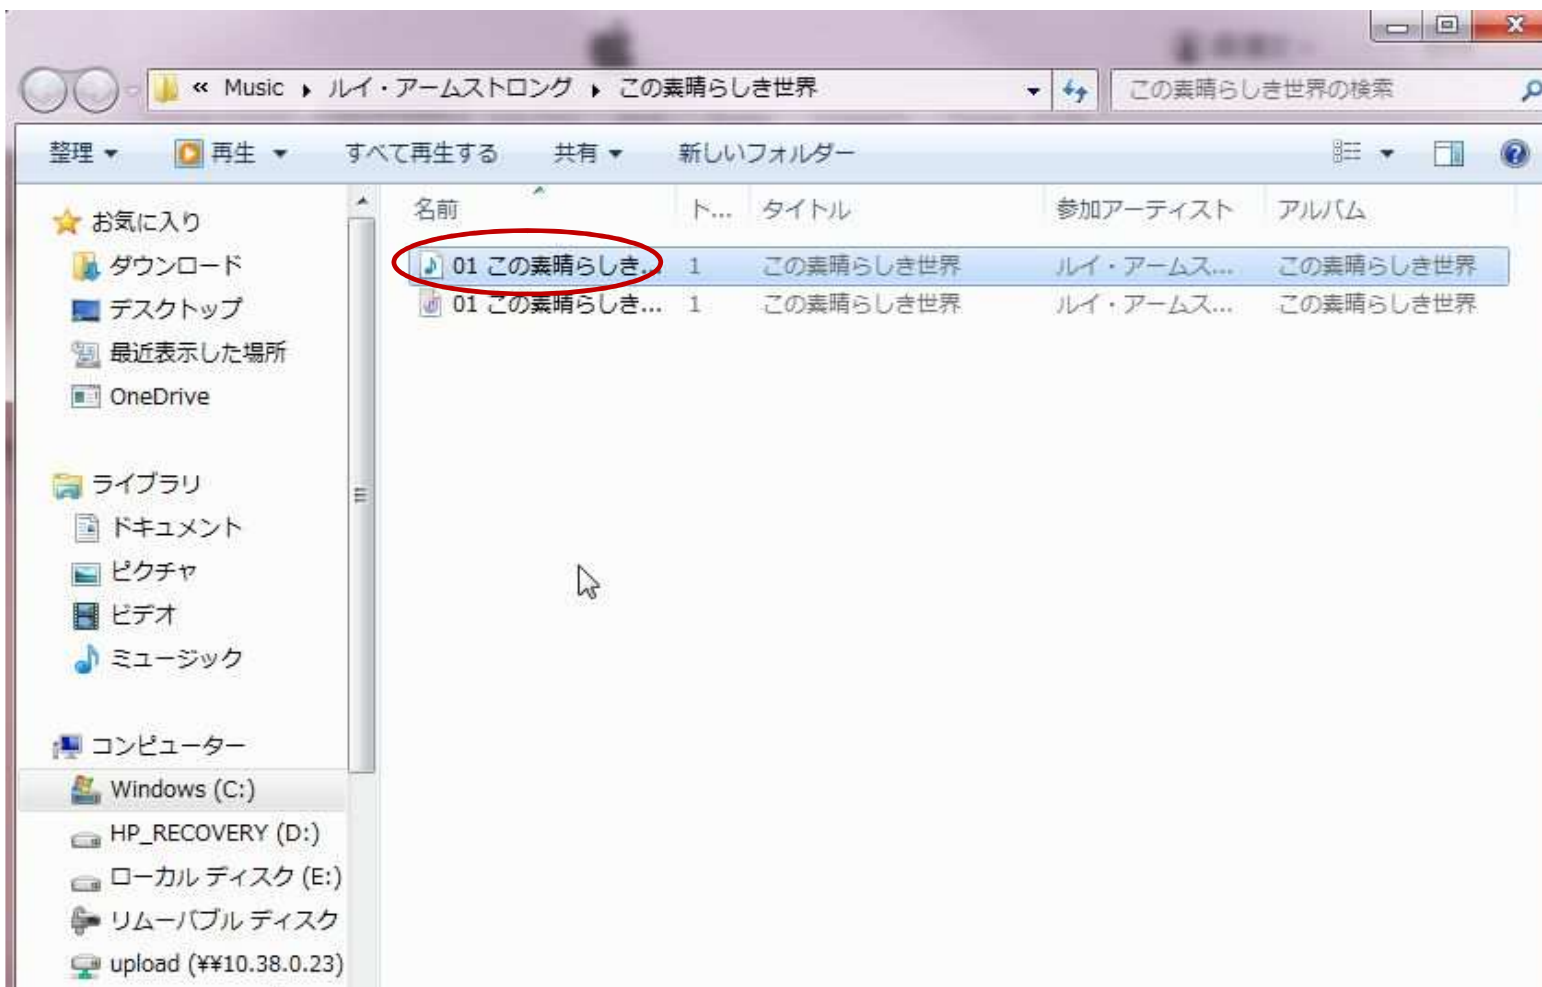 « Music ▸ ルイ・アームストロング ▸ この素晴らしき世界
この素晴らしき世界の検索
整理 再生 すべて再生する 共有 新しいフォルダー
名前 ト... タイトル 参加アーティスト アルバム
01 この素晴らしき... 1 この素晴らしき世界 ルイ・アームス... この素晴らしき世界
01 この素晴らしき... 1 この素晴らしき世界 ルイ・アームス... この素晴らしき世界
お気に入り
ダウンロード
デスクトップ
最近表示した場所
OneDrive
ライブラリ
ドキュメント
ピクチャ
ビデオ
ミュージック
コンピューター
Windows (C:)
HP_RECOVERY (D:)
ローカル ディスク (E:)
リムーバブル ディスク
upload (¥¥10.38.0.23)